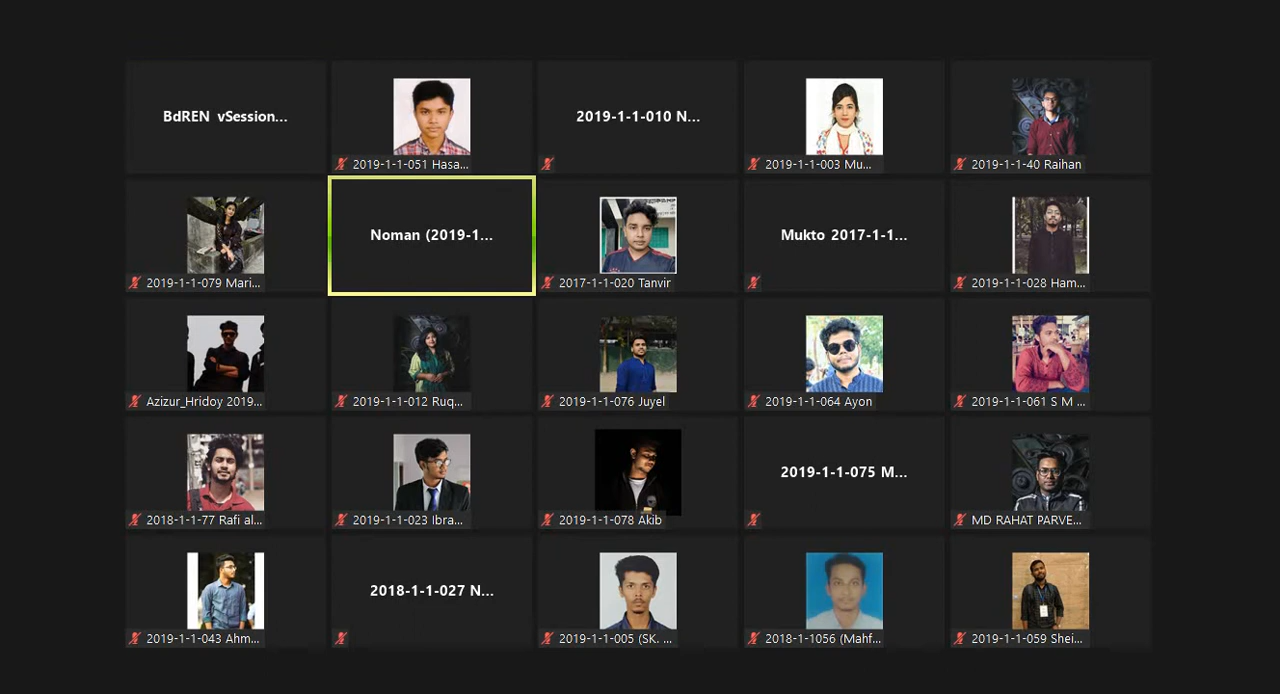 BdREN vSession...
2019-1-1-051 Hasa...
2019-1-1-010 N...
2019-1-1-003 Mu...
2019-1-1-40 Raihan
2019-1-1-079 Mari...
Noman (2019-1...
2017-1-1-020 Tanvir
Mukto 2017-1-1...
2019-1-1-028 Ham...
Azizur_Hridoy 2019...
2019-1-1-012 Ruq...
2019-1-1-076 Juyel
2019-1-1-064 Ayon
2019-1-1-061 S M ...
2018-1-1-77 Rafi al...
2019-1-1-023 Ibra...
2019-1-1-078 Akib
2019-1-1-075 M...
MD RAHAT PARVE...
2019-1-1-043 Ahm...
2018-1-1-027 N...
2019-1-1-005 (SK. ...
2018-1-1056 (Mahf...
2019-1-1-059 Shei...